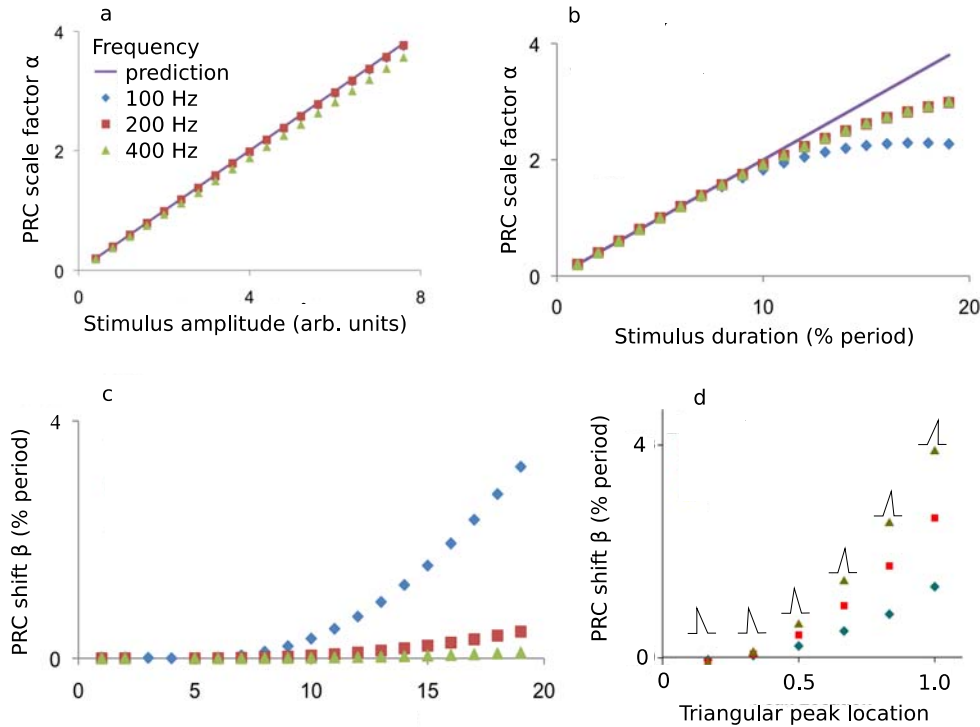 a
4
2
0
0
4
8
PRC scale factor α
Stimulus amplitude (arb. units)
Frequency
prediction
100 Hz
200 Hz
400 Hz
b
4
2
0
0
10
20
PRC scale factor α
Stimulus duration (% period)
c
4
0
0
5
10
15
20
PRC shift β (% period)
d
4
0
0
0.5
1.0
PRC shift β (% period)
Triangular peak location